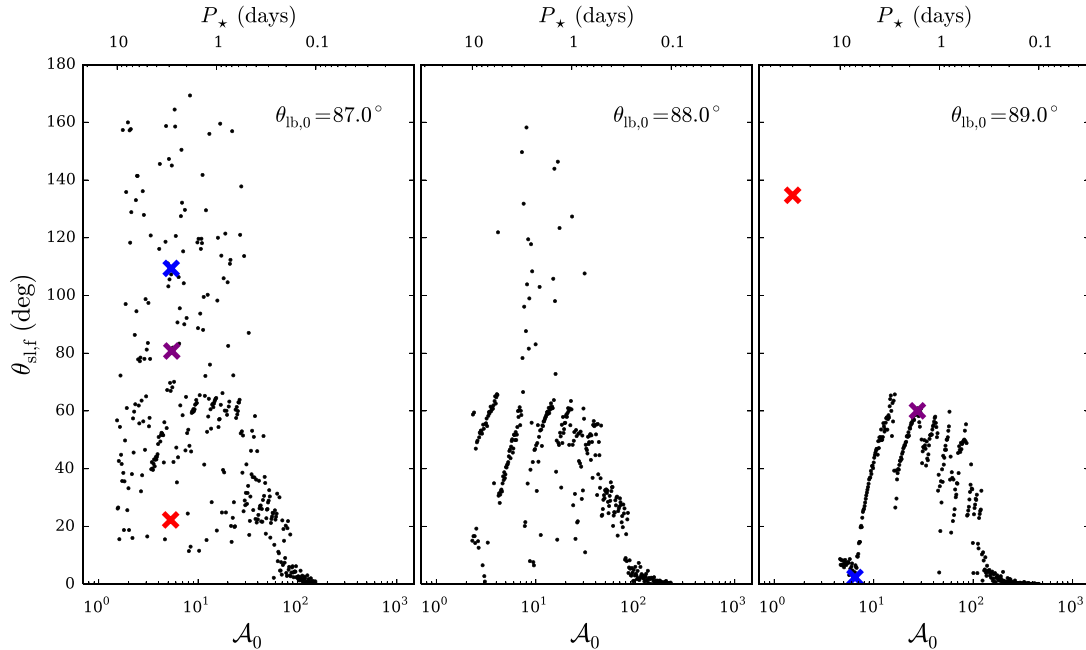 P⋆ (days) P⋆ (days) P⋆ (days)
10 1 0.1 10 1 0.1 10 1 0.1
180
θlb,0 = 87.0° θlb,0 = 88.0° θlb,0 = 89.0°
160
140
120
100
80
60
40
20
0
θsl,f (deg)
10⁰ 10¹ 10² 10³ 10⁰ 10¹ 10² 10³ 10⁰ 10¹ 10² 10³
𝒜0 𝒜0 𝒜0